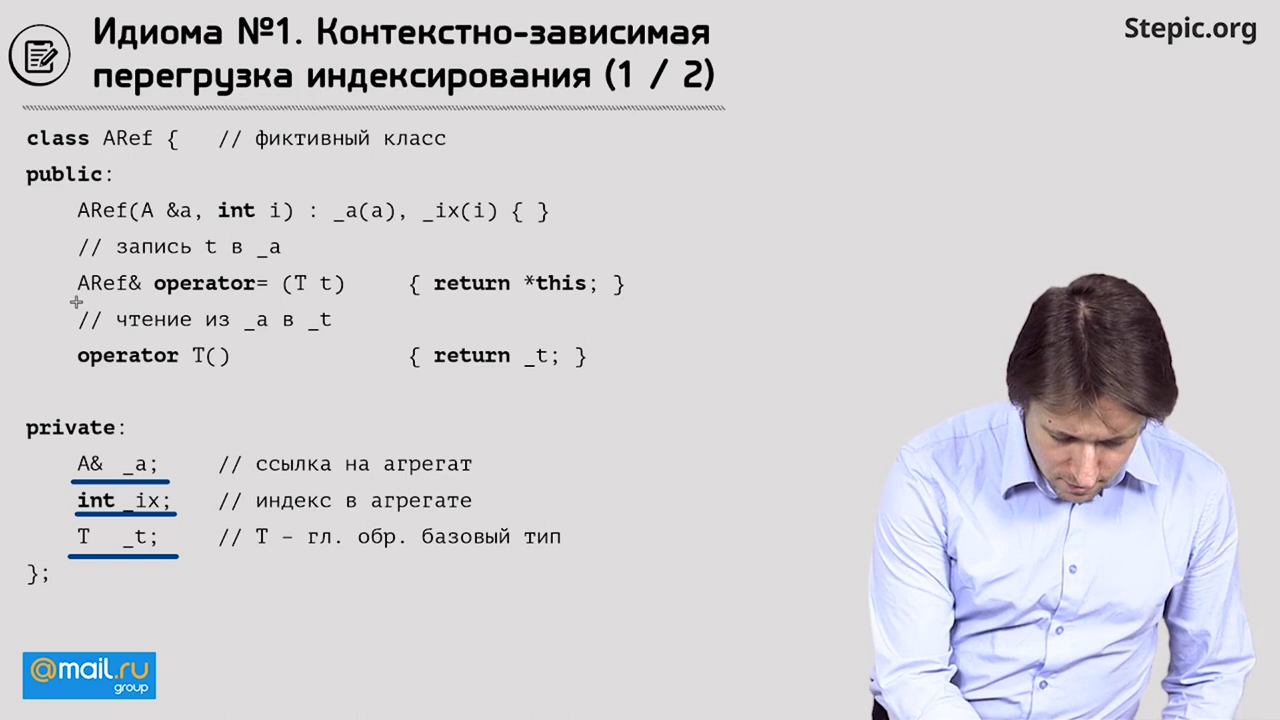 Идиома №1. Контекстно-зависимая
перегрузка индексирования (1 / 2)
Stepic.org
class ARef {   // фиктивный класс
public:
    ARef(A &a, int i) : _a(a), _ix(i) { }
    // запись t в _a
    ARef& operator= (T t)     { return *this; }
    // чтение из _a в _t
    operator T()              { return _t; }
private:
    A& _a;     // ссылка на агрегат
    int _ix;   // индекс в агрегате
    T  _t;     // T – гл. обр. базовый тип
};
@mail.ru
group